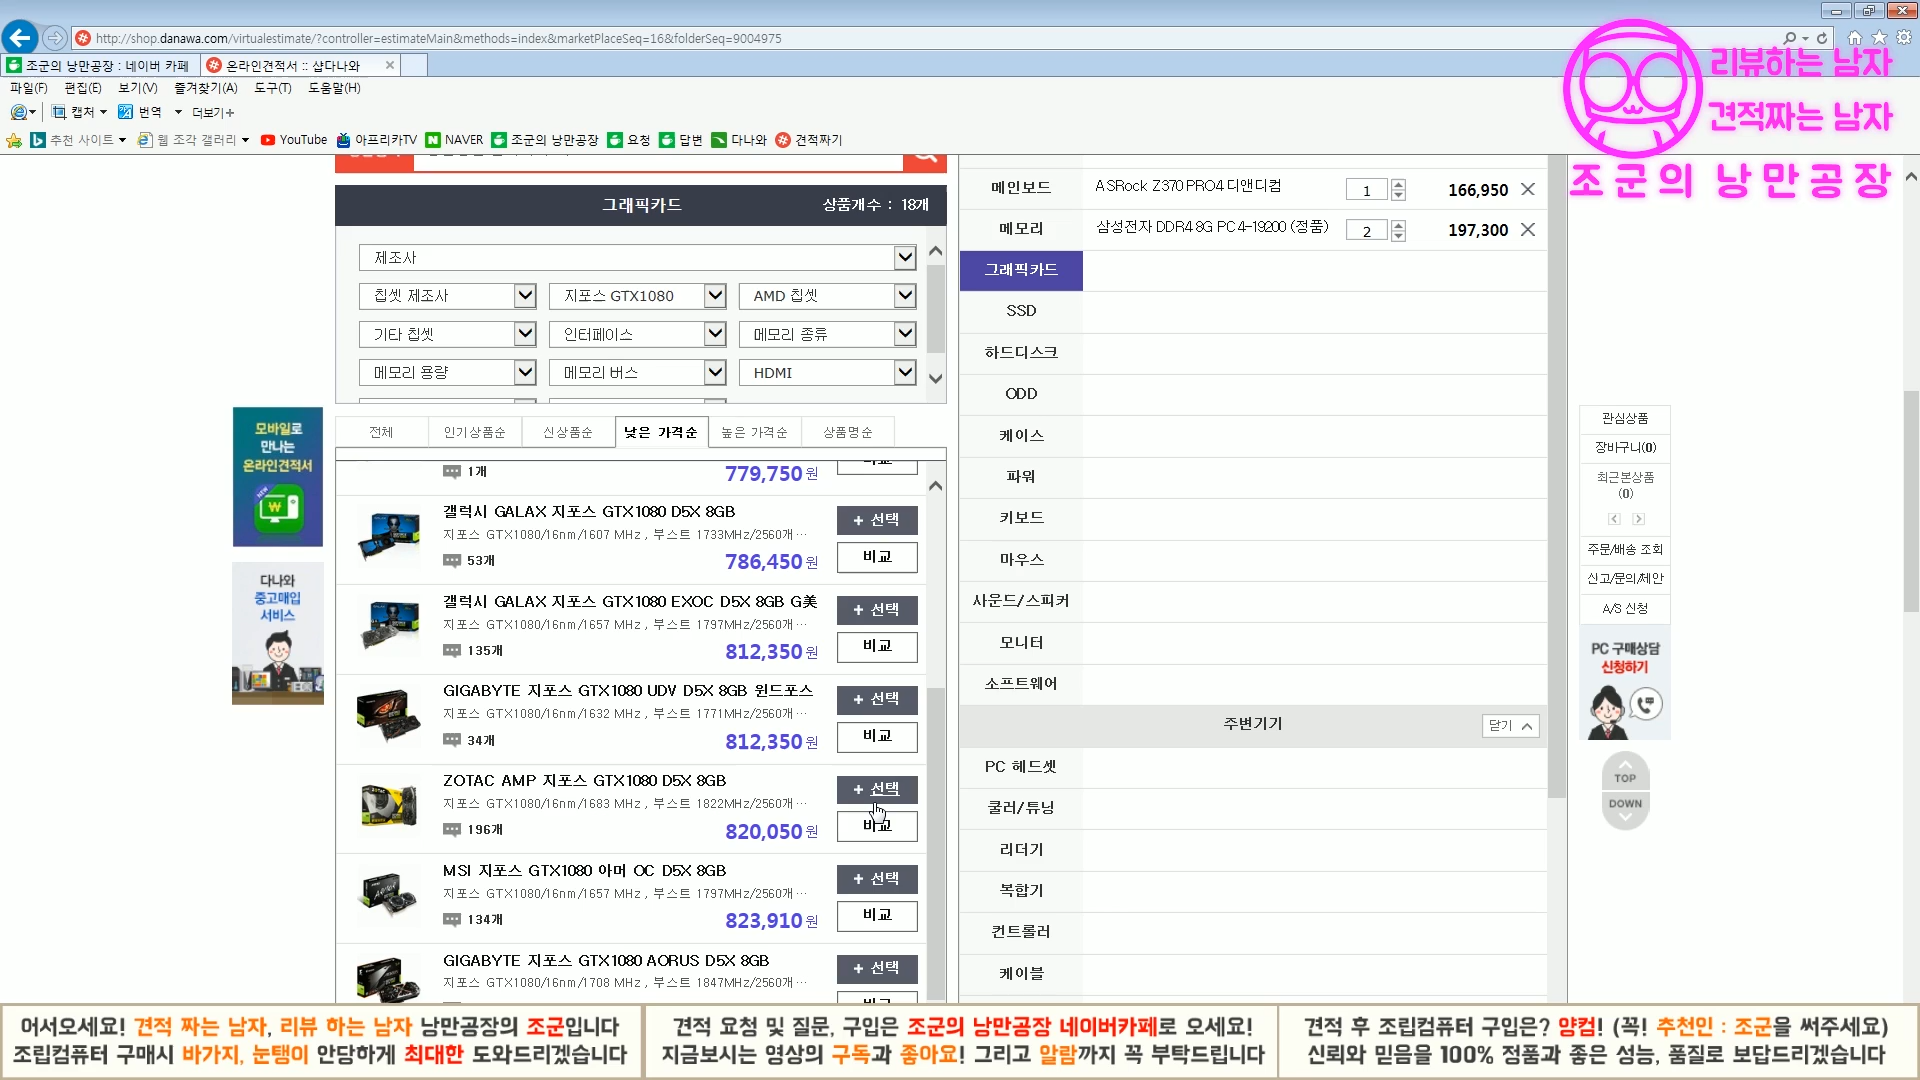 http://shop.danawa.com/virtualestimate/?controller=estimateMain&methods=index&marketPlaceSeq=16&folderSeq=9004975
조군의 낭만공장 : 네이버 카페
온라인견적서 :: 샵다나와
파일(F) 편집(E) 보기(V) 즐겨찾기(A) 도구(T) 도움말(H)
캡처 번역 더보기+
추천 사이트 웹 조각 갤러리 YouTube 아프리카TV NAVER 조군의 낭만공장 요청 답변 다나와 견적짜기
리뷰하는 남자
견적짜는 남자
조군의 낭만공장
그래픽카드 상품개수 : 18개
제조사
칩셋 제조사 지포스 GTX1080 AMD 칩셋
기타 칩셋 인터페이스 메모리 종류
메모리 용량 메모리 버스 HDMI
전체 인기상품순 신상품순 낮은 가격순 높은 가격순 상품명순
1개 779,750원
갤럭시 GALAX 지포스 GTX1080 D5X 8GB
지포스 GTX1080/16nm/1607 MHz , 부스트 1733MHz/2560개 ...
53개 786,450원
+ 선택
비교
갤럭시 GALAX 지포스 GTX1080 EXOC D5X 8GB G美
지포스 GTX1080/16nm/1657 MHz , 부스트 1797MHz/2560개 ...
135개 812,350원
+ 선택
비교
GIGABYTE 지포스 GTX1080 UDV D5X 8GB 윈드포스
지포스 GTX1080/16nm/1632 MHz , 부스트 1771MHz/2560개 ...
34개 812,350원
+ 선택
비교
ZOTAC AMP 지포스 GTX1080 D5X 8GB
지포스 GTX1080/16nm/1683 MHz , 부스트 1822MHz/2560개 ...
196개 820,050원
+ 선택
비교
MSI 지포스 GTX1080 아머 OC D5X 8GB
지포스 GTX1080/16nm/1657 MHz , 부스트 1797MHz/2560개 ...
134개 823,910원
+ 선택
비교
GIGABYTE 지포스 GTX1080 AORUS D5X 8GB
지포스 GTX1080/16nm/1708 MHz , 부스트 1847MHz/2560개 ...
+ 선택
모바일로
만나는
온라인견적서
NEW
W
다나와
중고매입
서비스
메인보드 ASRock Z370 PRO4 디앤디컴 1 166,950
메모리 삼성전자 DDR4 8G PC4-19200 (정품) 2 197,300
그래픽카드
SSD
하드디스크
ODD
케이스
파워
키보드
마우스
사운드/스피커
모니터
소프트웨어
주변기기 닫기
PC 헤드셋
쿨러/튜닝
리더기
복합기
컨트롤러
케이블
관심상품
장바구니(0)
최근본상품
(0)
주문/배송 조회
신고/문의/제안
A/S 신청
PC 구매상담
신청하기
TOP
DOWN
어서오세요! 견적 짜는 남자, 리뷰 하는 남자 낭만공장의 조군입니다
조립컴퓨터 구매시 바가지, 눈탱이 안당하게 최대한 도와드리겠습니다
견적 요청 및 질문, 구입은 조군의 낭만공장 네이버카페로 오세요!
지금보시는 영상의 구독과 좋아요! 그리고 알람까지 꼭 부탁드립니다
견적 후 조립컴퓨터 구입은? 양컴! (꼭! 추천인 : 조군을 써주세요)
신뢰와 믿음을 100% 정품과 좋은 성능, 품질로 보답드리겠습니다